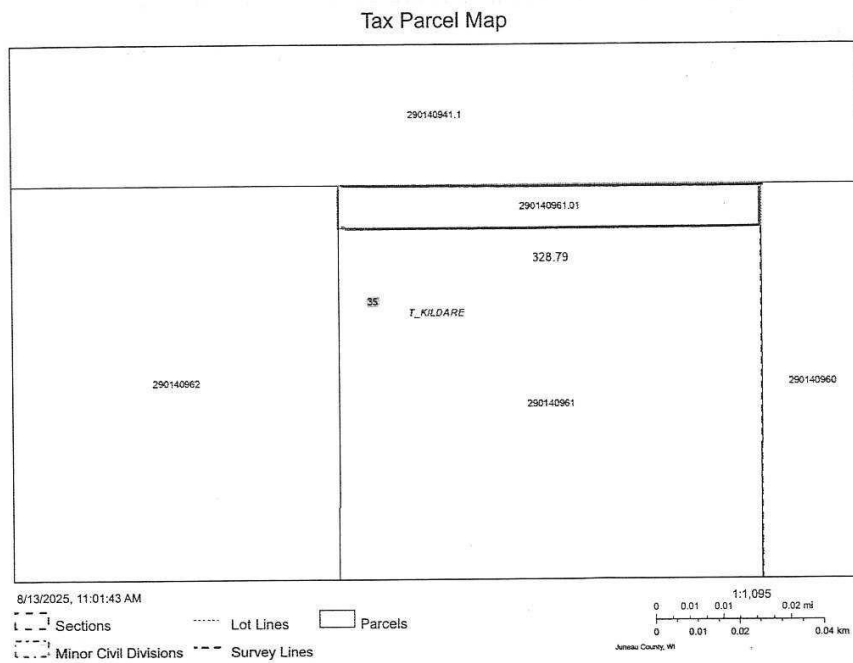 Tax Parcel Map
290140941.1
290140961.01
328.79
35
T_KILDARE
290140962
290140961
290140960
8/13/2025, 11:01:43 AM
1:1,095
0 0.01 0.01 0.02 mi
0 0.01 0.02 0.04 km
Sections
Lot Lines
Parcels
Minor Civil Divisions
Survey Lines
Juneau County, WI